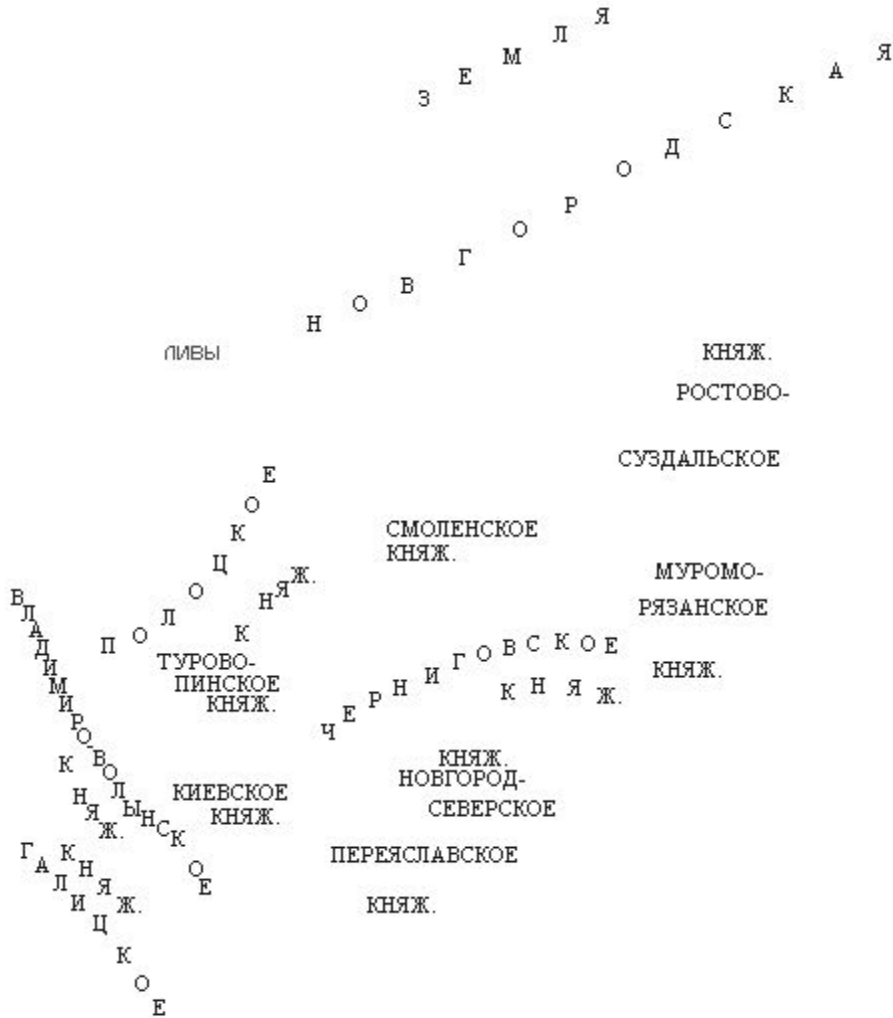 ЗЕМЛЯ
НОВГОРОДСКАЯ
ЛИВЫ
КНЯЖ.
РОСТОВО-
СУЗДАЛЬСКОЕ
ПОЛОЦКОЕ
КНЯЖ.
СМОЛЕНСКОЕ
КНЯЖ.
МУРОМО-
РЯЗАНСКОЕ
КНЯЖ.
ВЛАДИМИРО-ВОЛЫНСКОЕ
КНЯЖ.
ТУРОВО-
ПИНСКОЕ
КНЯЖ.
ЧЕРНИГОВСКОЕ
КНЯЖ.
КНЯЖ.
НОВГОРОД-
СЕВЕРСКОЕ
КИЕВСКОЕ
КНЯЖ.
ПЕРЕЯСЛАВСКОЕ
КНЯЖ.
ГАЛИЦКОЕ
КНЯЖ.